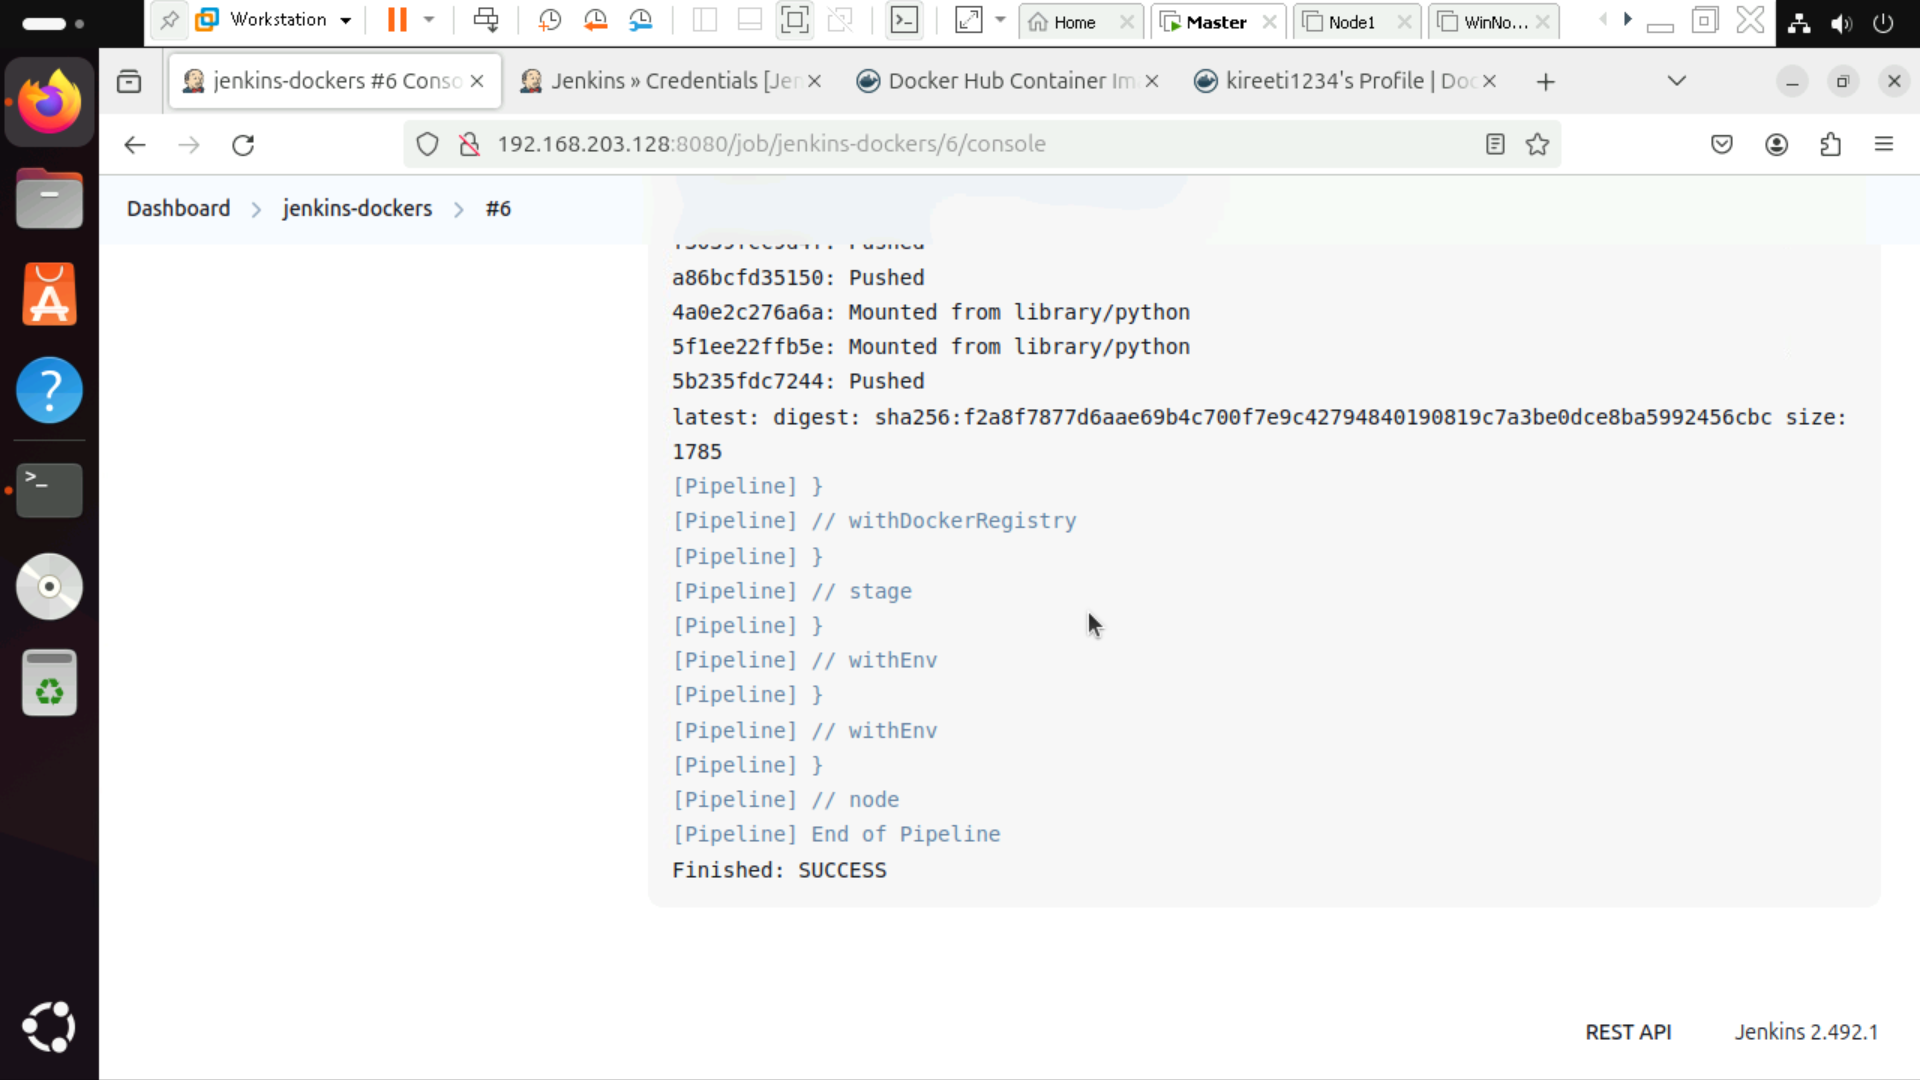 Workstation
Home
Master
Node1
WinNo...
jenkins-dockers #6 Conso
Jenkins » Credentials [Jen
Docker Hub Container Im
kireeti1234's Profile | Doc
192.168.203.128:8080/job/jenkins-dockers/6/console
Dashboard
jenkins-dockers
#6
a86bcfd35150: Pushed
4a0e2c276a6a: Mounted from library/python
5f1ee22ffb5e: Mounted from library/python
5b235fdc7244: Pushed
latest: digest: sha256:f2a8f7877d6aae69b4c700f7e9c42794840190819c7a3be0dce8ba5992456cbc size:
1785
[Pipeline] }
[Pipeline] // withDockerRegistry
[Pipeline] }
[Pipeline] // stage
[Pipeline] }
[Pipeline] // withEnv
[Pipeline] }
[Pipeline] // withEnv
[Pipeline] }
[Pipeline] // node
[Pipeline] End of Pipeline
Finished: SUCCESS
REST API
Jenkins 2.492.1